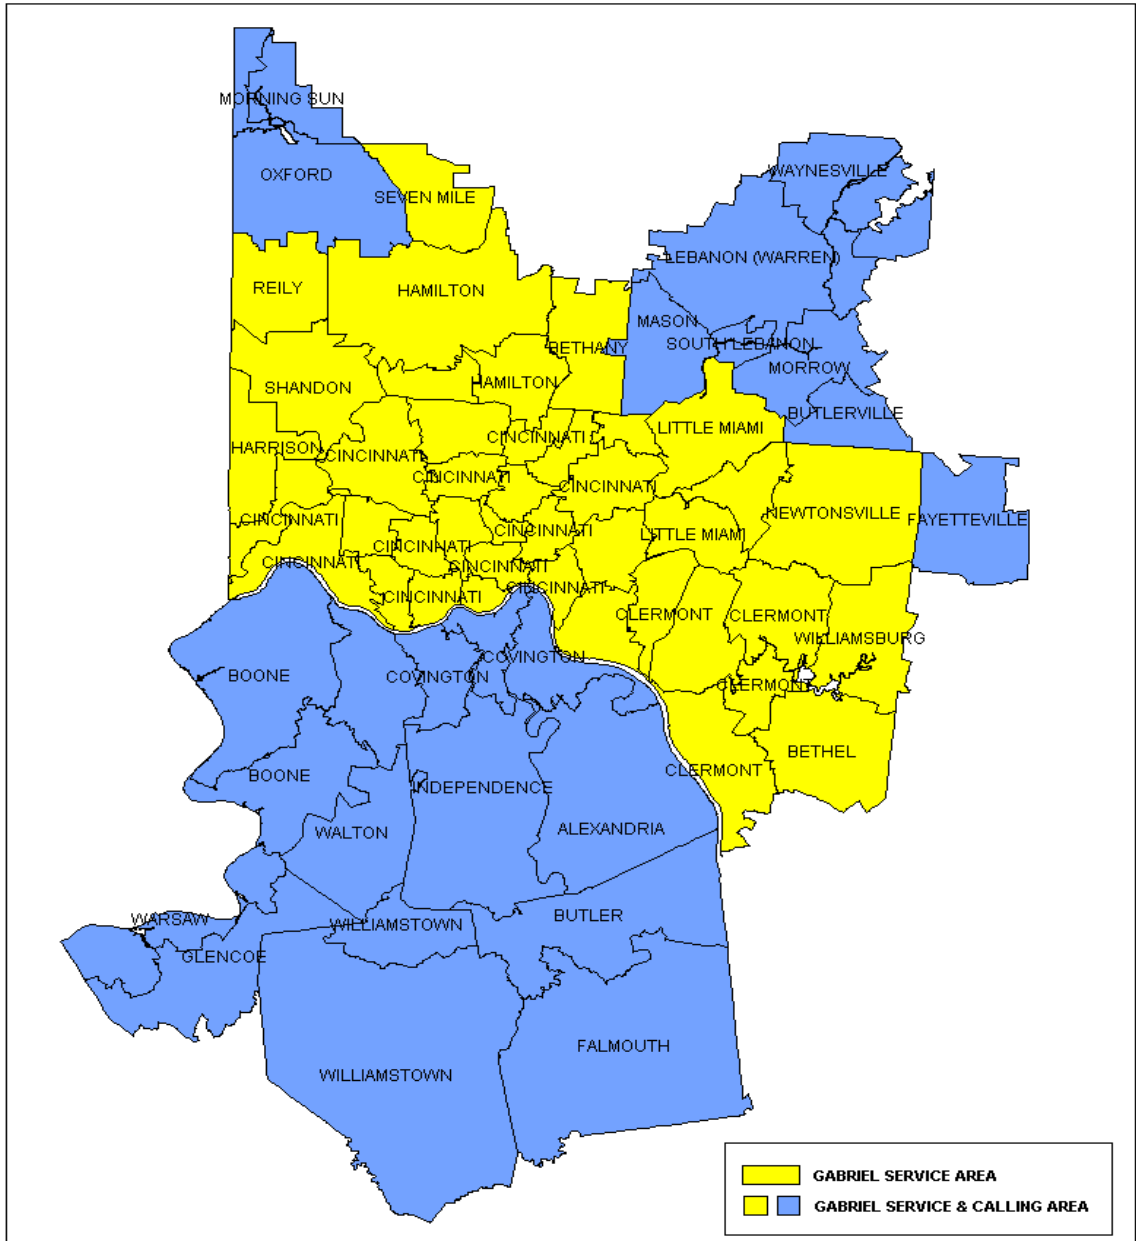 MORNING SUN
OXFORD
WAYNESVILLE
SEVEN MILE
LEBANON (WARREN)
REILY
HAMILTON
MASON
BETHANY
SOUTH LEBANON
MORROW
SHANDON
HAMILTON
BUTLERVILLE
LITTLE MIAMI
CINCINNATI
HARRISON
CINCINNATI
CINCINNATI
CINCINNATI
CINCINNATI
NEWTONSVILLE
FAYETTEVILLE
CINCINNATI
LITTLE MIAMI
CINCINNATI
CINCINNATI
CINCINNATI
CINCINNATI
CINCINNATI
CINCINNATI
CLERMONT
CLERMONT
WILLIAMSBURG
COVINGTON
BOONE
COVINGTON
CLERMONT
BETHEL
CLERMONT
BOONE
INDEPENDENCE
WALTON
ALEXANDRIA
WARSAW
BUTLER
WILLIAMSTOWN
GLENCOE
FALMOUTH
WILLIAMSTOWN
GABRIEL SERVICE AREA
GABRIEL SERVICE & CALLING AREA